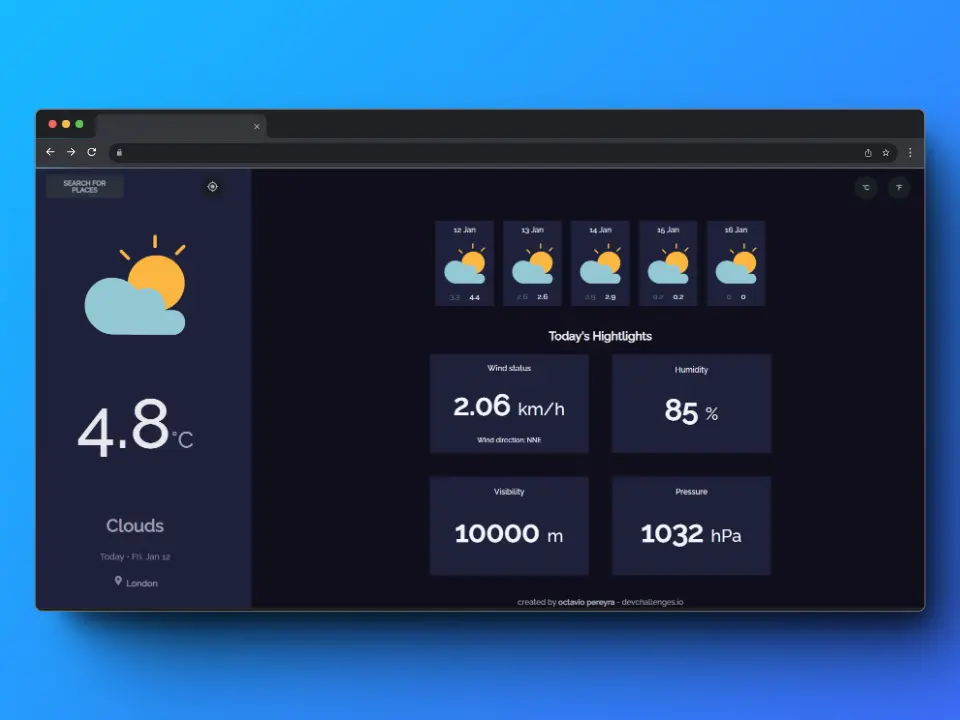 SEARCH FOR
PLACES
°C
°F
4.8°C
Clouds
Today · Fri. Jan 12
London
12 Jan
3.3 4.4
13 Jan
2.6 2.6
14 Jan
2.9 2.9
15 Jan
0.2 0.2
16 Jan
0 0
Today's Hightlights
Wind status
2.06 km/h
Wind direction: NNE
Humidity
85 %
Visibility
10000 m
Pressure
1032 hPa
created by octavio pereyra - devchallenges.io